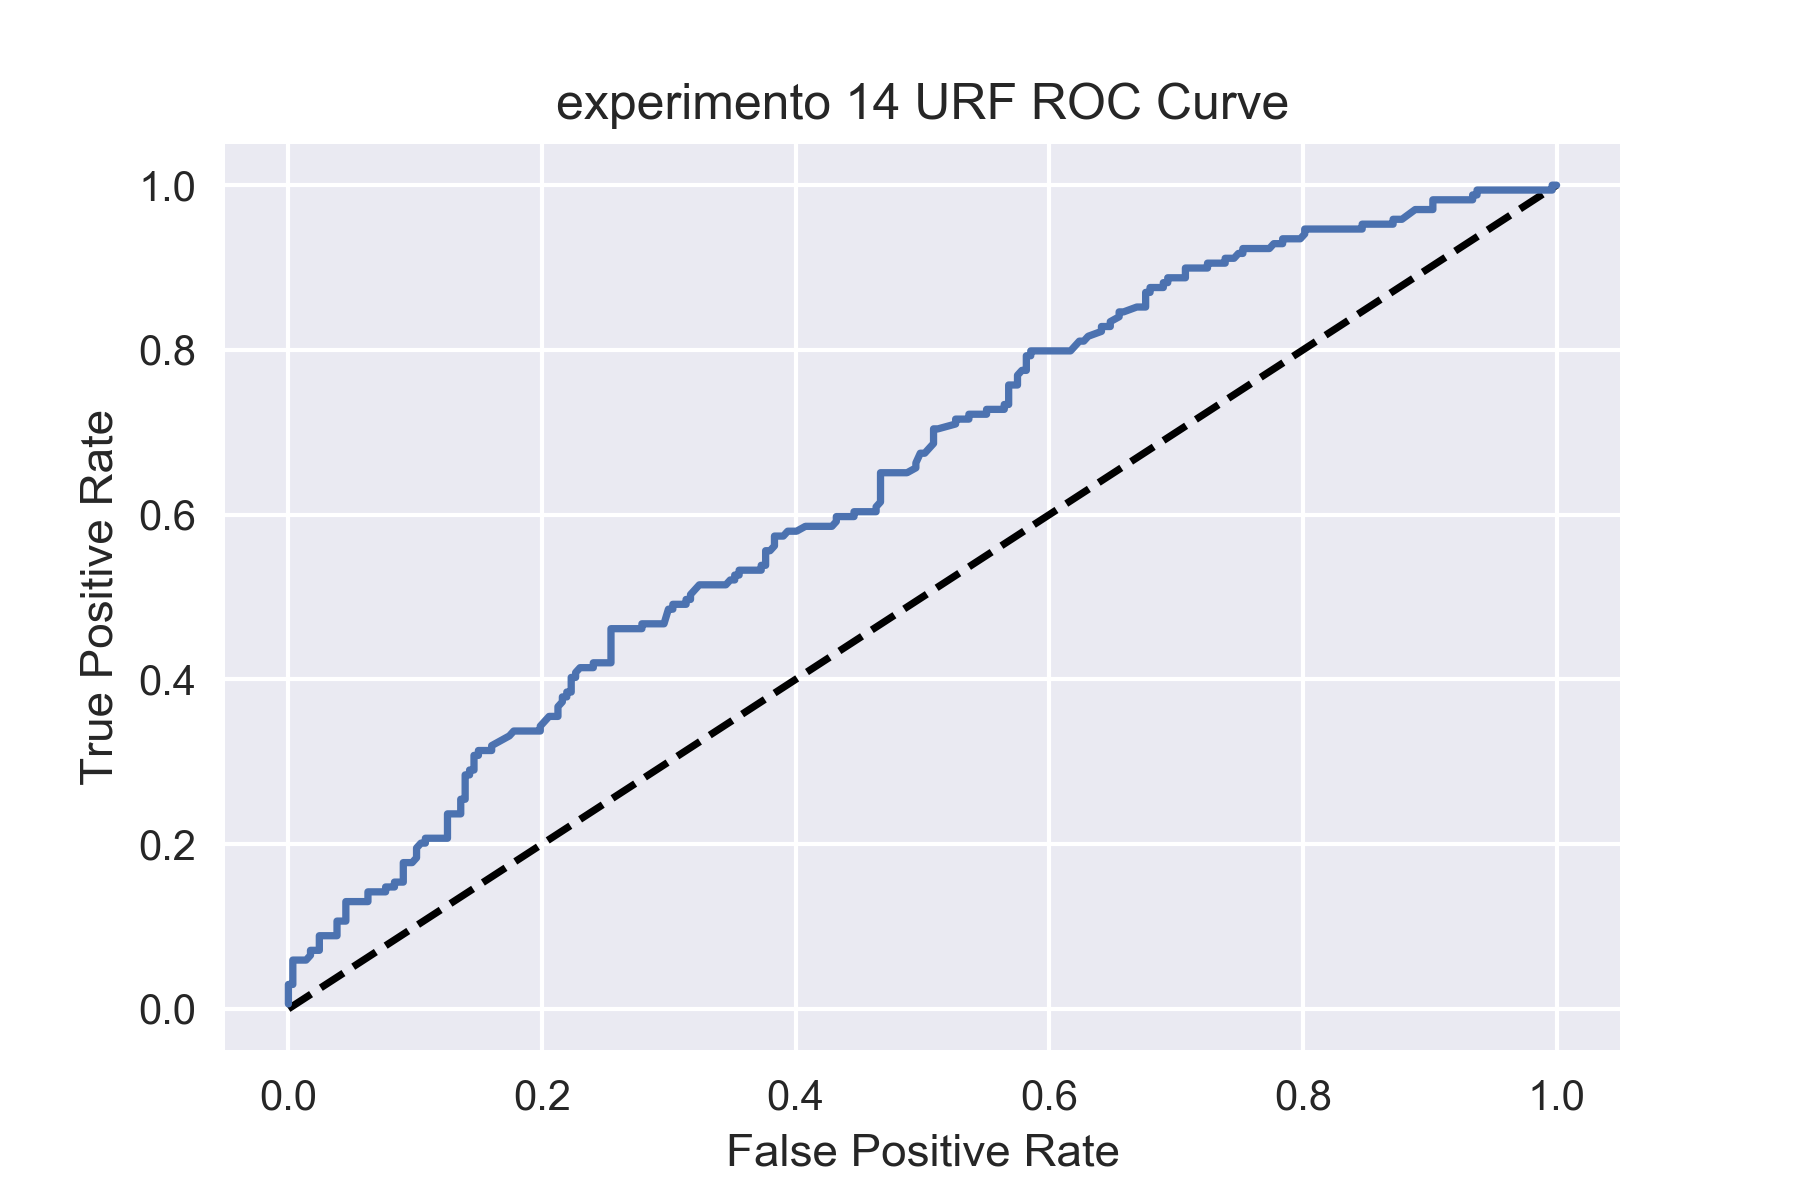 experimento 14 URF ROC Curve
1.0
0.8
0.6
0.4
0.2
0.0
True Positive Rate
0.0 0.2 0.4 0.6 0.8 1.0
False Positive Rate